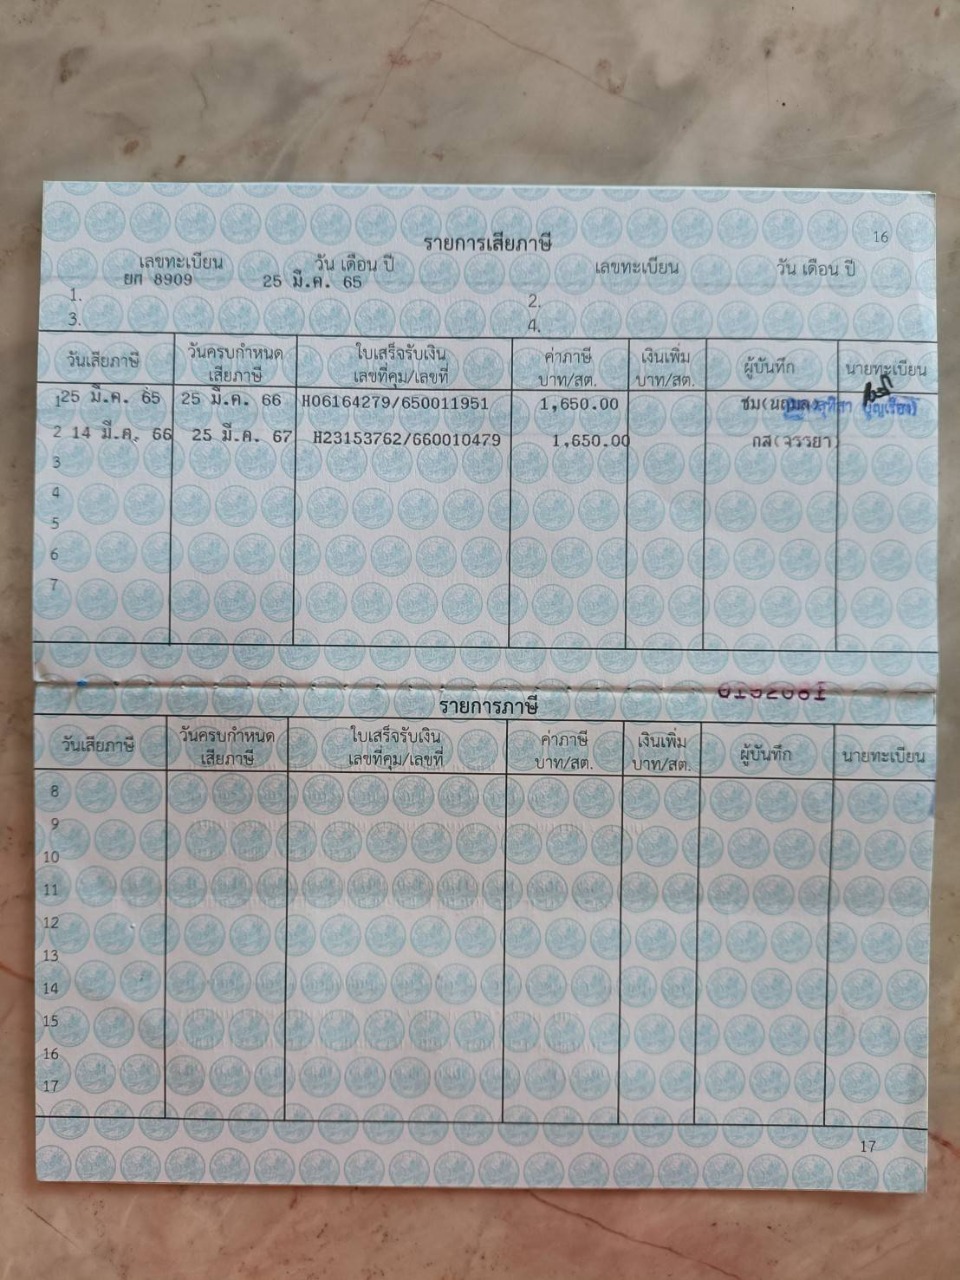 16
รายการเสียภาษี
เลขทะเบียน วัน เดือน ปี เลขทะเบียน วัน เดือน ปี
1. ยก 8909 25 มี.ค. 65 2.
3. 4.
วันเสียภาษี วันครบกำหนด เสียภาษี ใบเสร็จรับเงิน เลขที่คุม/เลขที่ ค่าภาษี บาท/สต. เงินเพิ่ม บาท/สต. ผู้บันทึก นายทะเบียน
1 25 มี.ค. 65 25 มี.ค. 66 H06164279/650011951 1,650.00
2 14 มี.ค. 66 25 มี.ค. 67 H23153762/660010479 1,650.00 กส(จรรยา)
3
4
5
6
7
รายการภาษี
วันเสียภาษี วันครบกำหนด เสียภาษี ใบเสร็จรับเงิน เลขที่คุม/เลขที่ ค่าภาษี บาท/สต. เงินเพิ่ม บาท/สต. ผู้บันทึก นายทะเบียน
8
9
10
11
12
13
14
15
16
17
17